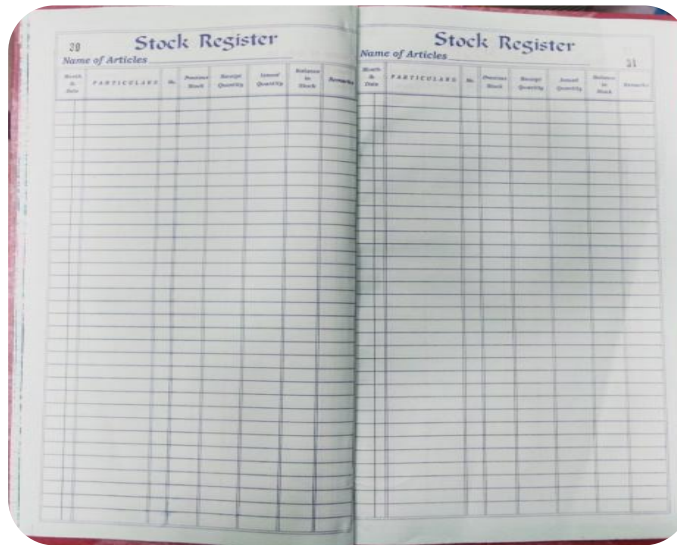 30
Stock Register
Name of Articles
Month & Date PARTICULARS No. Previous Stock Receipt Quantity Issued Quantity Balance in Stock Remarks
Stock Register
31
Name of Articles
Month & Date PARTICULARS No. Previous Stock Receipt Quantity Issued Quantity Balance in Stock Remarks